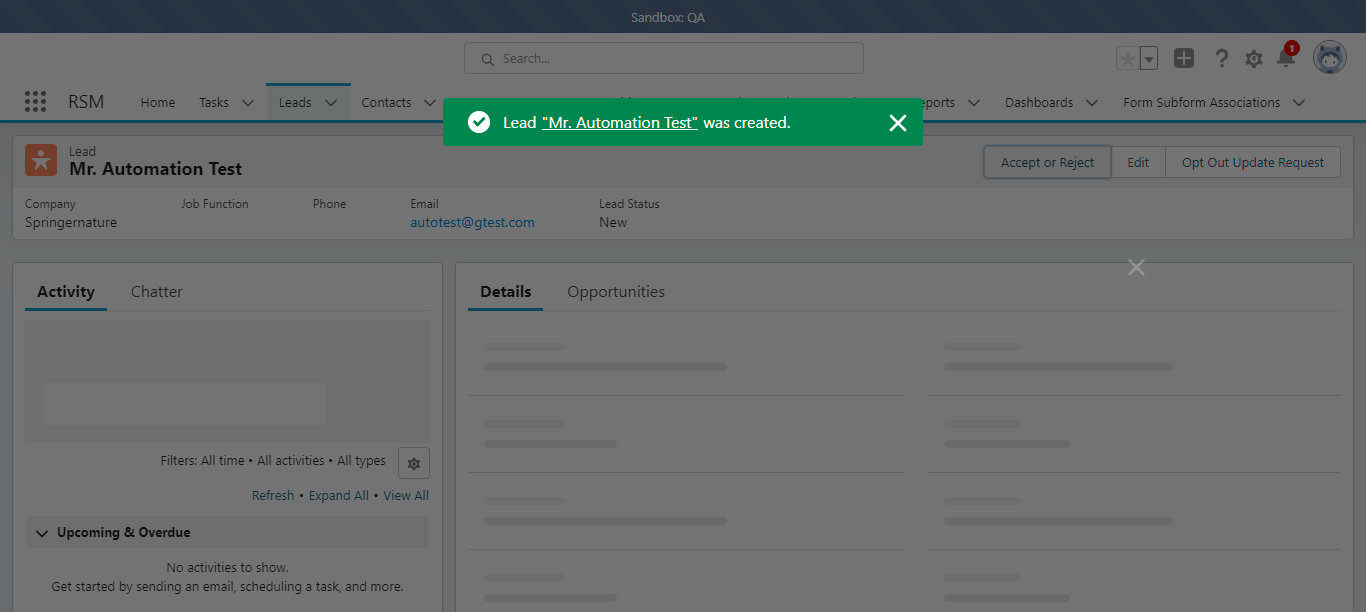 Sandbox: QA
Search...
1
RSM Home Tasks Leads Contacts Dashboards Form Subform Associations
Lead "Mr. Automation Test" was created.
Lead
Mr. Automation Test
Accept or Reject Edit Opt Out Update Request
Company Job Function Phone Email Lead Status
Springernature autotest@gtest.com New
Activity Chatter
Details Opportunities
Filters: All time • All activities • All types
Refresh • Expand All • View All
Upcoming & Overdue
No activities to show.
Get started by sending an email, scheduling a task, and more.